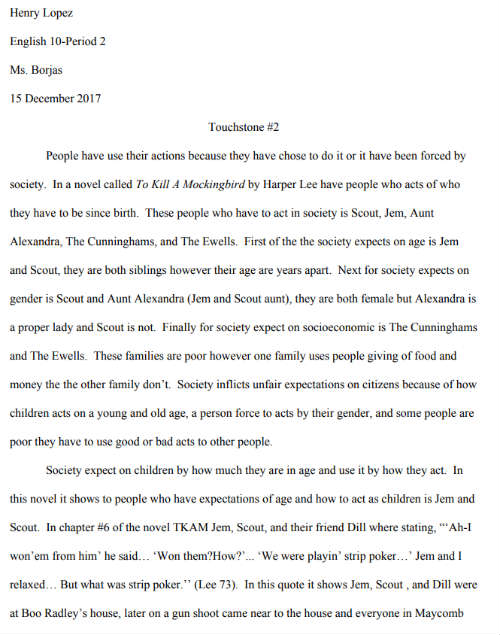 Henry Lopez
English 10-Period 2
Ms. Borjas
15 December 2017
Touchstone #2
People have use their actions because they have chose to do it or it have been forced by
society.  In a novel called To Kill A Mockingbird by Harper Lee have people who acts of who
they have to be since birth.  These people who have to act in society is Scout, Jem, Aunt
Alexandra, The Cunninghams, and The Ewells.  First of the the society expects on age is Jem
and Scout, they are both siblings however their age are years apart.  Next for society expects on
gender is Scout and Aunt Alexandra (Jem and Scout aunt), they are both female but Alexandra is
a proper lady and Scout is not.  Finally for society expect on socioeconomic is The Cunninghams
and The Ewells.  These families are poor however one family uses people giving of food and
money the the other family don’t.  Society inflicts unfair expectations on citizens because of how
children acts on a young and old age, a person force to acts by their gender, and some people are
poor they have to use good or bad acts to other people.
Society expect on children by how much they are in age and use it by how they act.  In
this novel it shows to people who have expectations of age and how to act as children is Jem and
Scout.  In chapter #6 of the novel TKAM Jem, Scout, and their friend Dill where stating, “‘Ah-I
won’em from him’ he said… ‘Won them?How?’... ‘We were playin’ strip poker…’ Jem and I
relaxed… But what was strip poker.’’ (Lee 73).  In this quote it shows Jem, Scout , and Dill were
at Boo Radley’s house, later on a gun shoot came near to the house and everyone in Maycomb